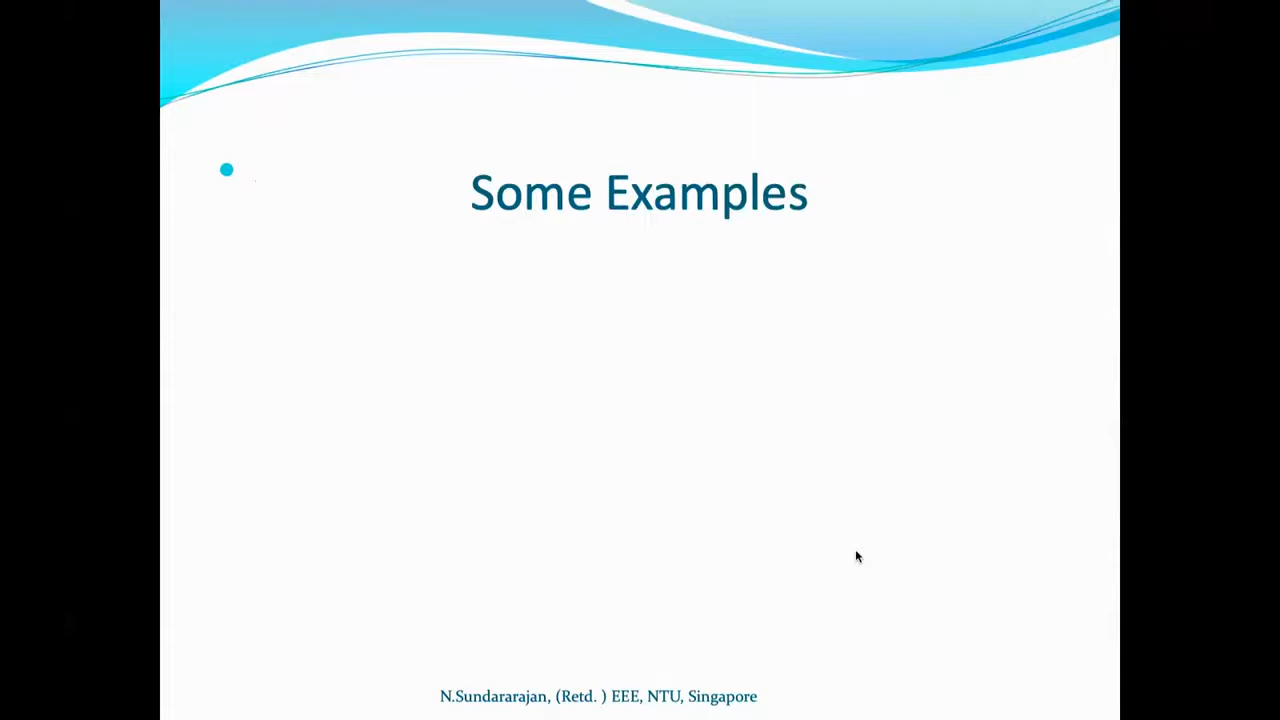 Some Examples
N.Sundararajan, (Retd. ) EEE, NTU, Singapore